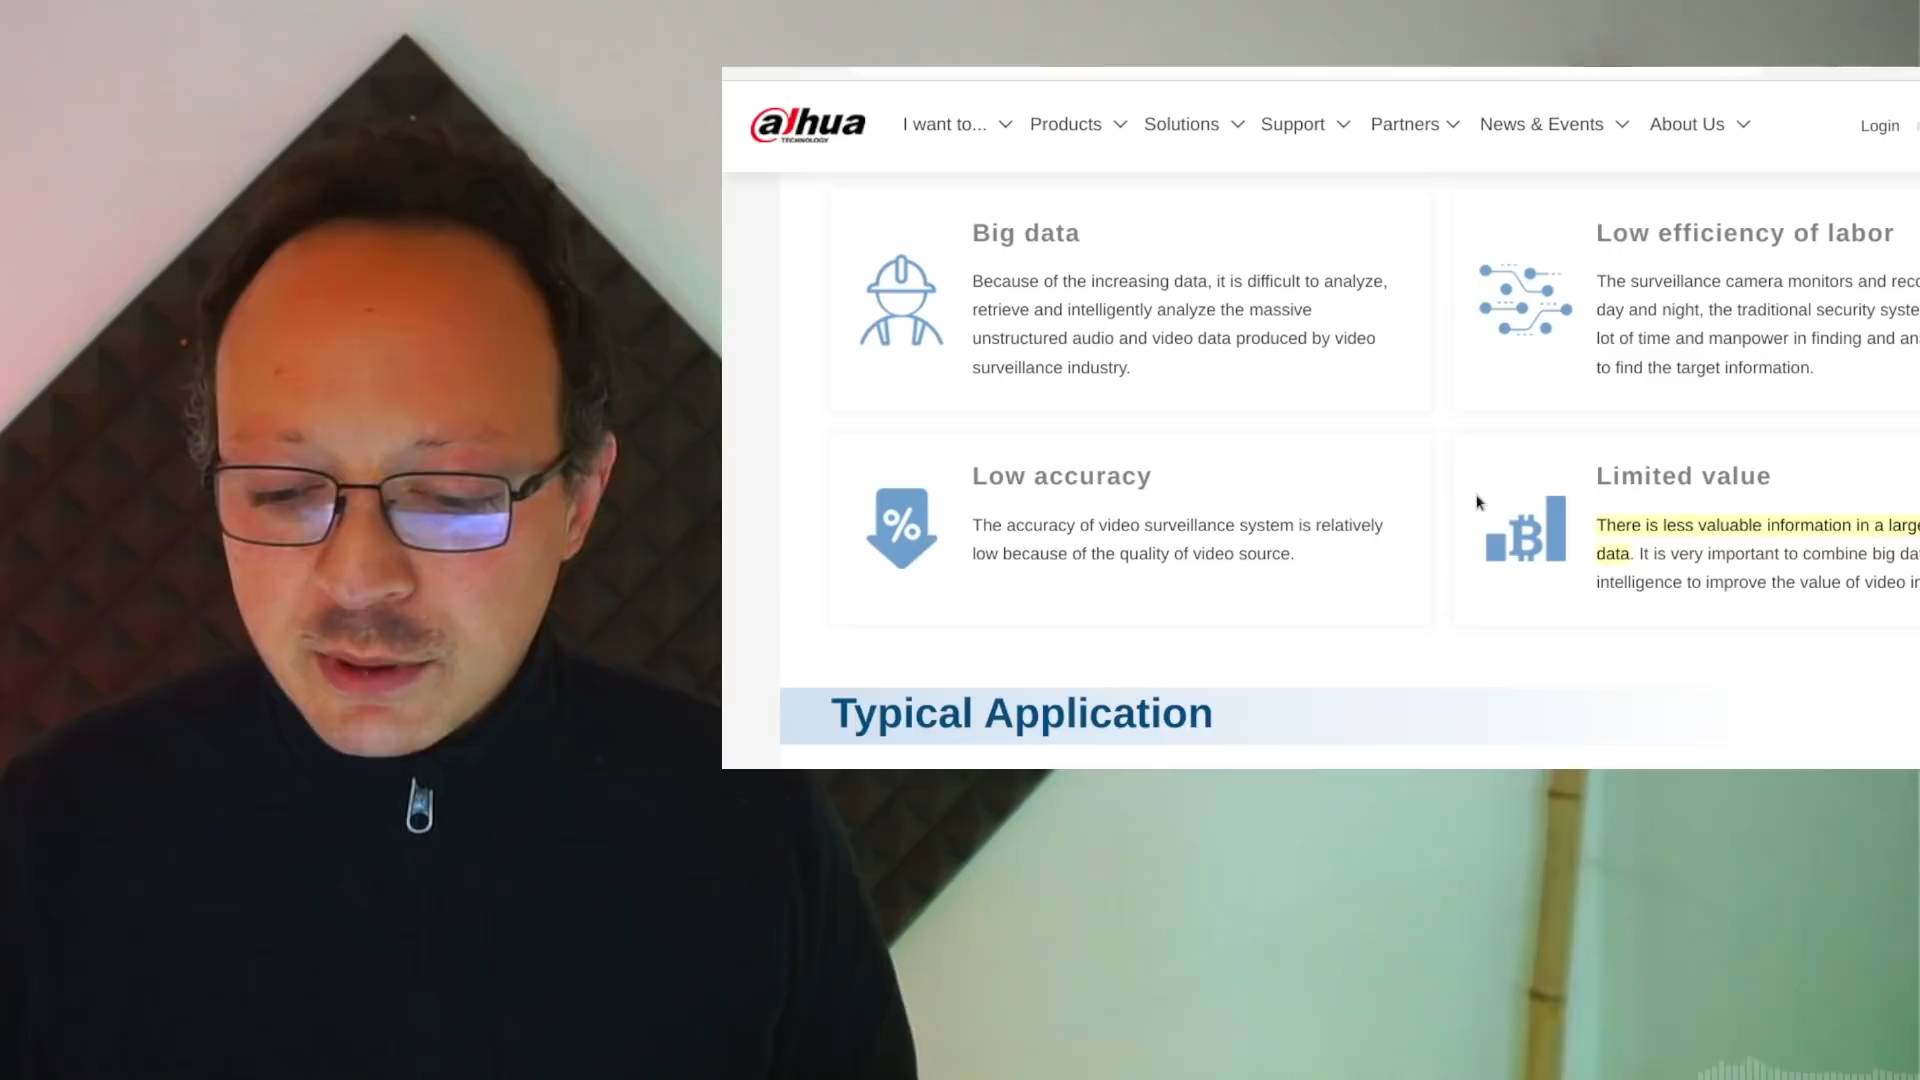 alhua
TECHNOLOGY
I want to... Products Solutions Support Partners News & Events About Us Login
Big data
Because of the increasing data, it is difficult to analyze,
retrieve and intelligently analyze the massive
unstructured audio and video data produced by video
surveillance industry.
Low efficiency of labor
The surveillance camera monitors and
day and night, the traditional security
lot of time and manpower in finding and
to find the target information.
Low accuracy
%
The accuracy of video surveillance system is relatively
low because of the quality of video source.
Limited value
There is less valuable information in a
data. It is very important to combine big
intelligence to improve the value of video
Typical Application